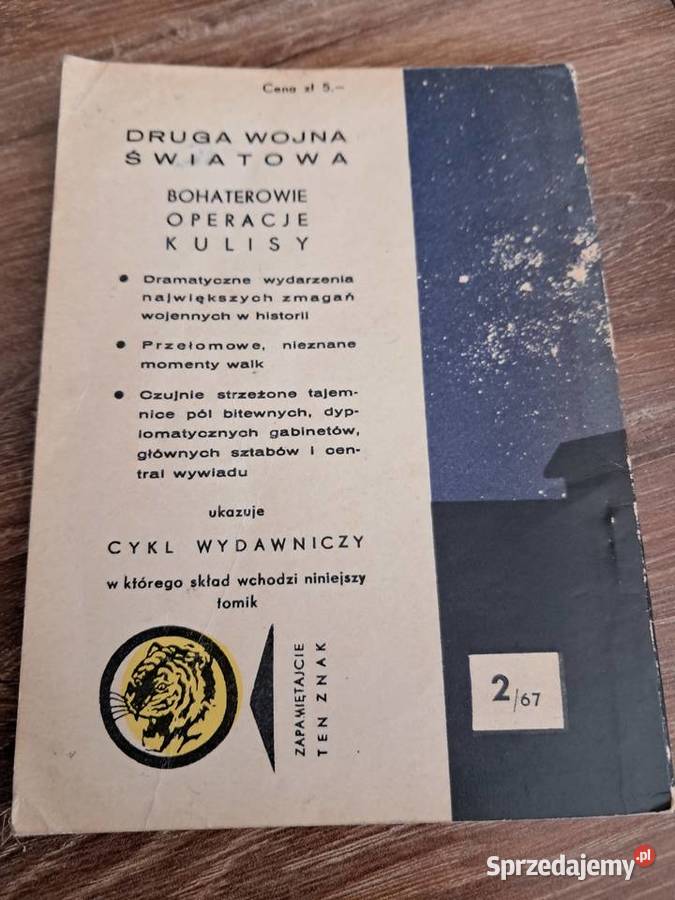 Cena zł 5,—
DRUGA WOJNA
ŚWIATOWA
BOHATEROWIE
OPERACJE
KULISY
● Dramatyczne wydarzenia
największych zmagań
wojennych w historii
● Przełomowe, nieznane
momenty walk
● Czujnie strzeżone tajem-
nice pól bitewnych, dyp-
lomatycznych gabinetów,
głównych sztabów i cen-
tral wywiadu
ukazuje
CYKL WYDAWNICZY
w którego skład wchodzi niniejszy
tomik
ZAPAMIĘTAJCIE
TEN ZNAK
2/67
Sprzedajemy.pl